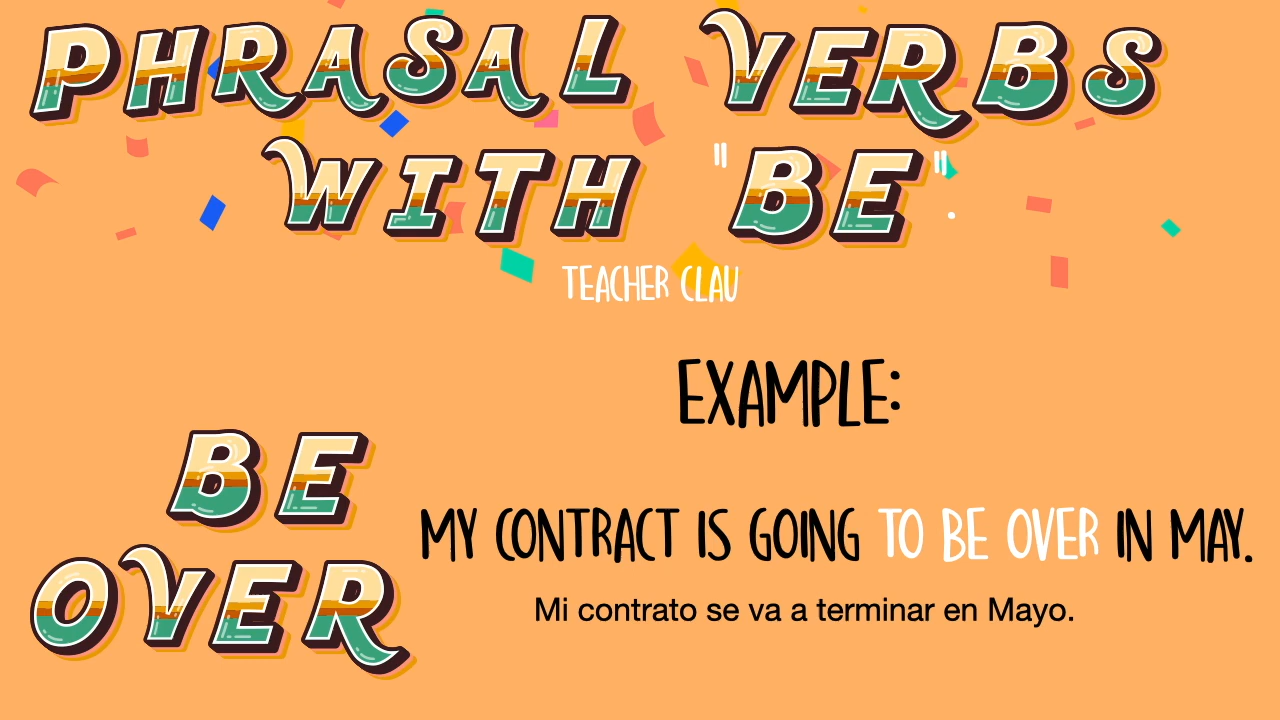 PHRASAL VERBS
WITH "BE".
TEACHER CLAU
EXAMPLE:
BE
OVER
MY CONTRACT IS GOING TO BE OVER IN MAY.
Mi contrato se va a terminar en Mayo.